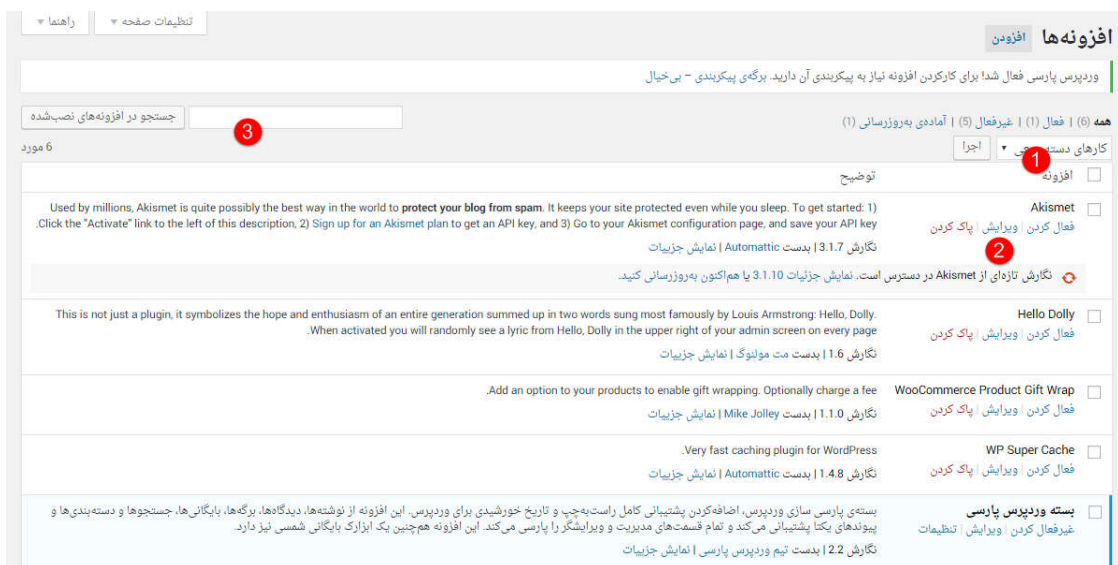 تنظیمات صفحه
راهنما
افزونه‌ها افزودن
وردپرس پارسی فعال شد! برای کارکردن افزونه نیاز به پیکربندی آن دارید. برگه‌ی پیکربندی – بی‌خیال
همه (6) | فعال (1) | غیرفعال (5) | آماده‌ی به‌روزرسانی (1)
جستجو در افزونه‌های نصب‌شده
3
کارهای دسته
اجرا
6 مورد
1
افزونه
توضیح
Akismet
فعال کردن | ویرایش | پاک کردن
Used by millions, Akismet is quite possibly the best way in the world to protect your blog from spam. It keeps your site protected even while you sleep. To get started: 1)
Click the "Activate" link to the left of this description, 2) Sign up for an Akismet plan to get an API key, and 3) Go to your Akismet configuration page, and save your API key.
نگارش 3.1.7 | بدست Automattic | نمایش جزییات
2
نگارش تازه‌ای از Akismet در دسترس است. نمایش جزئیات 3.1.10 یا هم‌اکنون به‌روزرسانی کنید.
Hello Dolly
فعال کردن | ویرایش | پاک کردن
This is not just a plugin, it symbolizes the hope and enthusiasm of an entire generation summed up in two words sung most famously by Louis Armstrong: Hello, Dolly.
When activated you will randomly see a lyric from Hello, Dolly in the upper right of your admin screen on every page.
نگارش 1.6 | بدست مت مولنوگ | نمایش جزییات
WooCommerce Product Gift Wrap
فعال کردن | ویرایش | پاک کردن
Add an option to your products to enable gift wrapping. Optionally charge a fee.
نگارش 1.1.0 | بدست Mike Jolley | نمایش جزییات
WP Super Cache
فعال کردن | ویرایش | پاک کردن
Very fast caching plugin for WordPress.
نگارش 1.4.8 | بدست Automattic | نمایش جزییات
بسته وردپرس پارسی
غیرفعال کردن | ویرایش | تنظیمات
بسته‌ی پارسی سازی وردپرس، اضافه‌کردن پشتیبانی کامل راست‌به‌چپ و تاریخ خورشیدی برای وردپرس. این افزونه از نوشته‌ها، دیدگاه‌ها، برگه‌ها، بایگانی‌ها، جستجوها و دسته‌بندی‌ها و
پیوندهای یکتا پشتیبانی می‌کند و تمام قسمت‌های مدیریت و ویرایشگر را پارسی می‌کند. این افزونه هم‌چنین یک ابزارک بایگانی شمسی نیز دارد.
نگارش 2.2 | بدست تیم وردپرس پارسی | نمایش جزییات